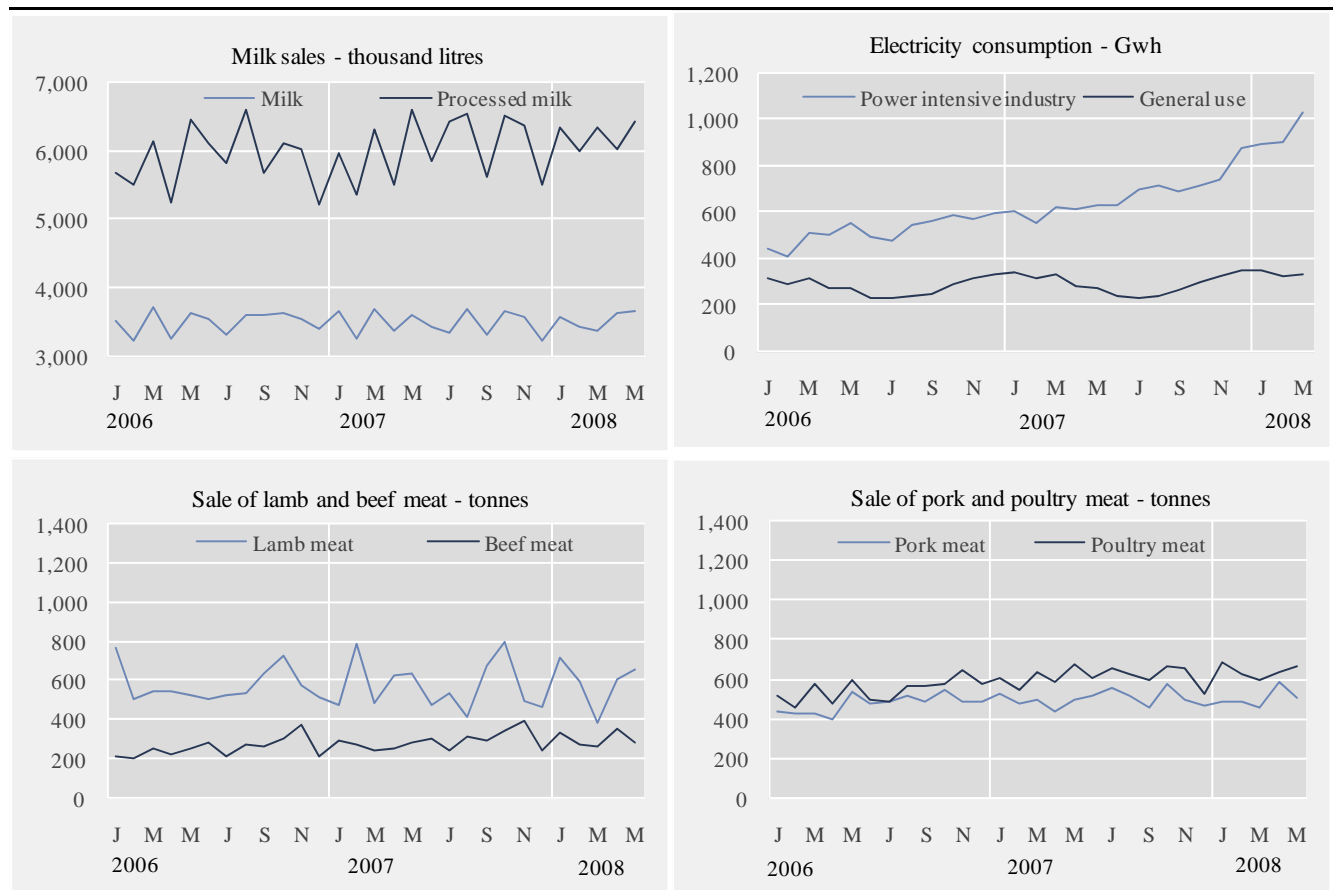 Milk sales - thousand litres
7,000
Milk Processed milk
6,000
5,000
4,000
3,000
J M M J S N J M M J S N J M M
2006 2007 2008
Electricity consumption - Gwh
1,200
Power intensive industry General use
1,000
800
600
400
200
0
J M M J S N J M M J S N J M
2006 2007 2008
Sale of lamb and beef meat - tonnes
1,400
Lamb meat Beef meat
1,200
1,000
800
600
400
200
0
J M M J S N J M M J S N J M M
2006 2007 2008
Sale of pork and poultry meat - tonnes
1,400
Pork meat Poultry meat
1,200
1,000
800
600
400
200
0
J M M J S N J M M J S N J M M
2006 2007 2008